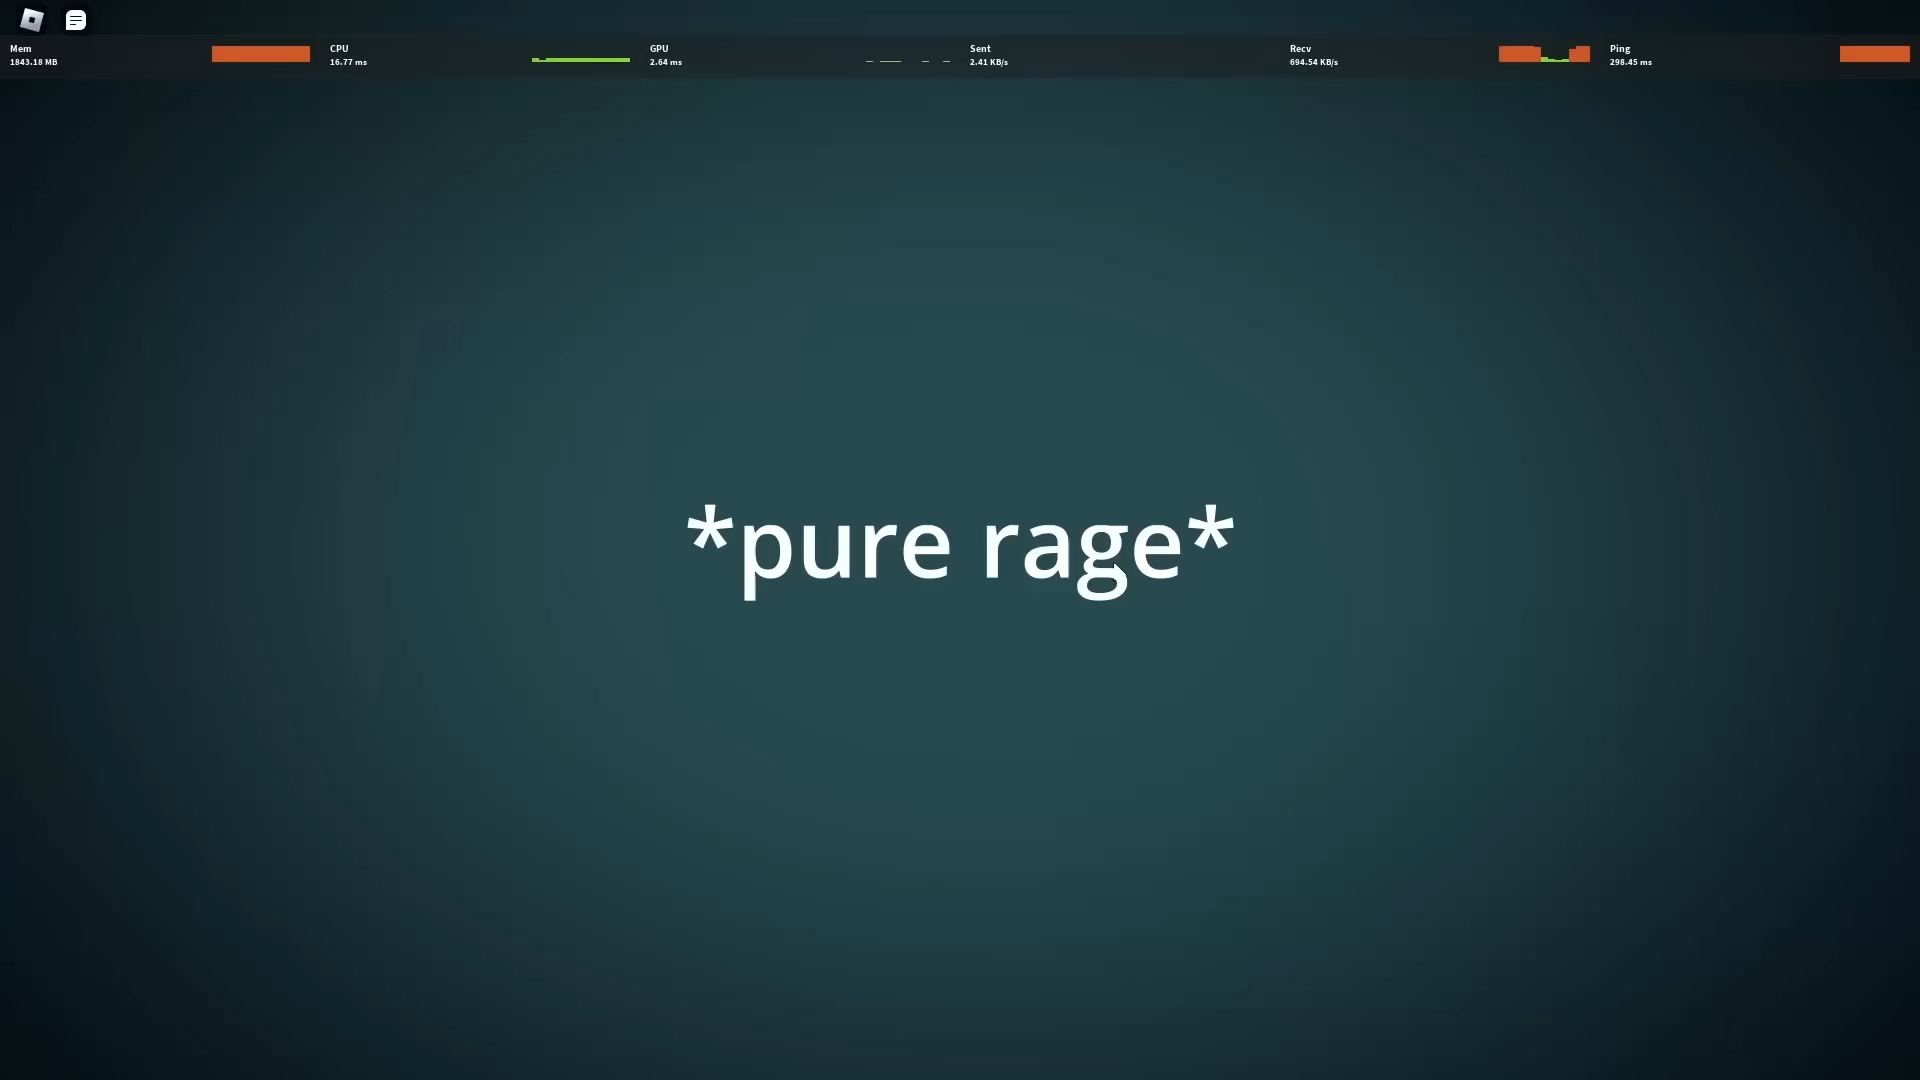 Mem CPU GPU Sent Recv Ping
1843.18 MB 16.77 ms 2.64 ms 2.41 KB/s 694.54 KB/s 298.45 ms
*pure rage*